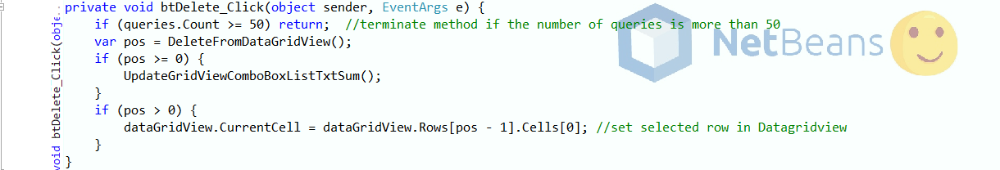 private void btDelete_Click(object sender, EventArgs e) {
if (queries.Count >= 50) return;  //terminate method if the number of queries is more than 50
var pos = DeleteFromDataGridView();
if (pos >= 0) {
UpdateGridViewComboBoxListTxtSum();
}
if (pos > 0) {
dataGridView.CurrentCell = dataGridView.Rows[pos - 1].Cells[0]; //set selected row in Datagridview
}
}
void btDelete_Click(obje
NetBeans